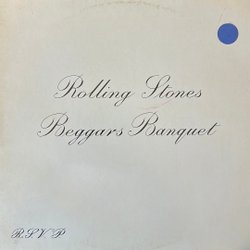 Rolling Stones
Beggars Banquet
R.S.V.P.